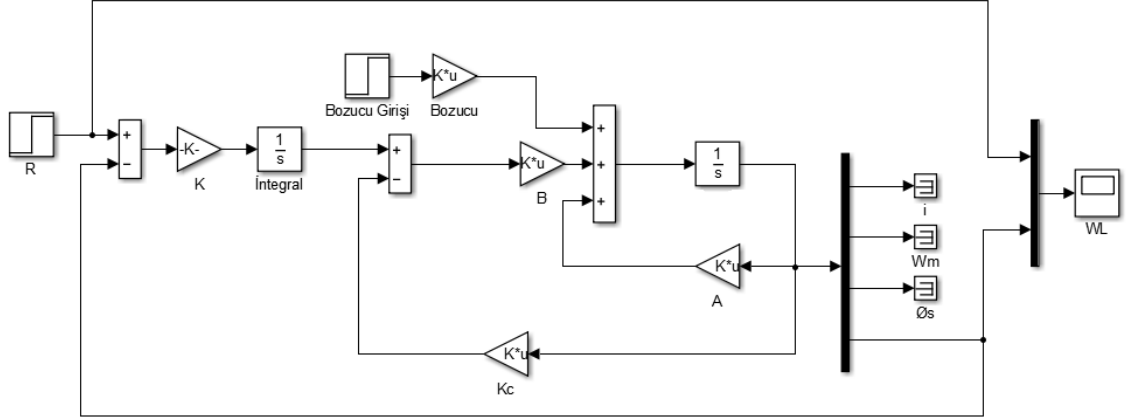 R
+
−
-K-
K
1
s
İntegral
Bozucu Girişi
K*u
Bozucu
+
−
K*u
B
+
+
+
1
s
K*u
A
K*u
Kc
i
Wm
Øs
WL